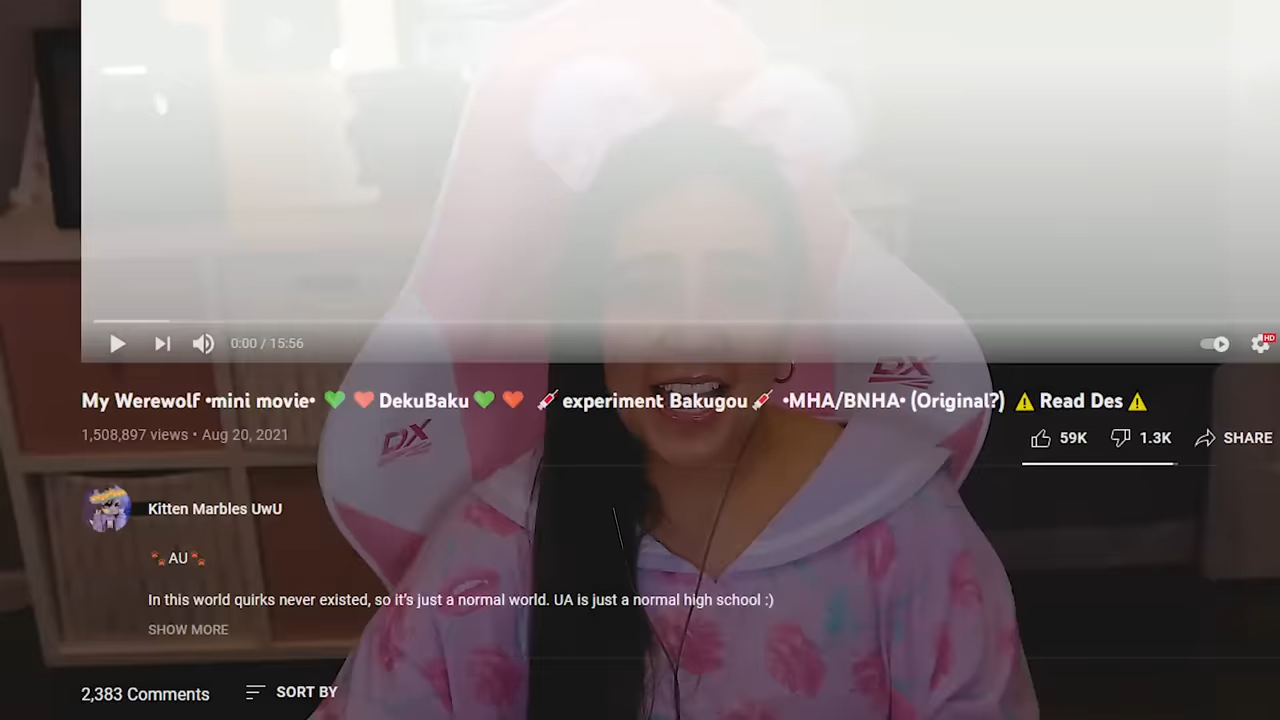 DX
DX
HD
0:00 / 15:56
My Werewolf •mini movie• 💚 ❤️ DekuBaku 💚 ❤️ 💉 experiment Bakugou 💉 •MHA/BNHA• (Original?) ⚠️ Read Des ⚠️
1,508,897 views • Aug 20, 2021
59K 1.3K SHARE
Kitten Marbles UwU
🐾 AU 🐾
In this world quirks never existed, so it's just a normal world. UA is just a normal high school :)
SHOW MORE
2,383 Comments SORT BY